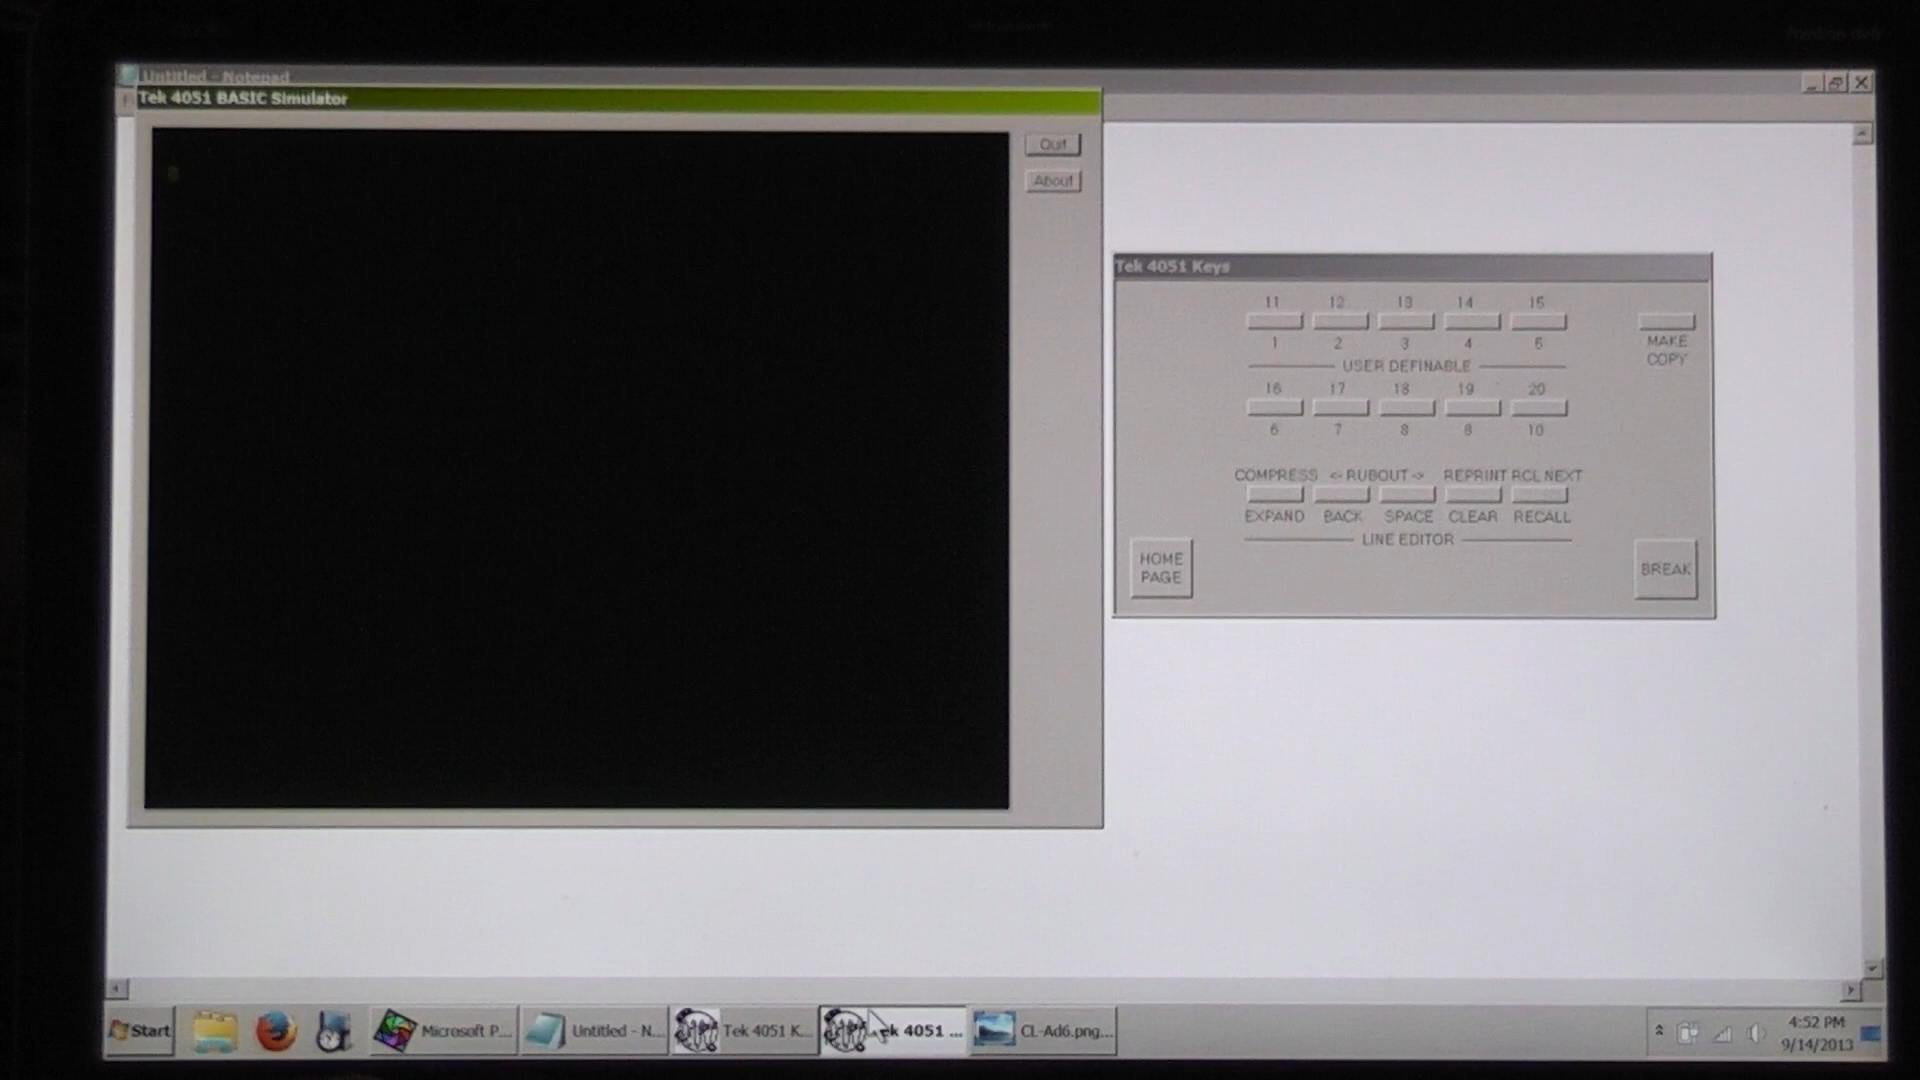 Untitled - Notepad
Tek 4051 BASIC Simulator
Quit
About
Tek 4051 Keys
11 12 13 14 15
1 2 3 4 5
MAKE
COPY
USER DEFINABLE
16 17 18 19 20
6 7 8 9 10
COMPRESS <- RUBOUT -> REPRINT RCL NEXT
EXPAND BACK SPACE CLEAR RECALL
LINE EDITOR
HOME
PAGE
BREAK
Start
Microsoft P...
Untitled - N...
Tek 4051 K...
4051 ...
CL-Ad6.png...
4:52 PM
9/14/2013